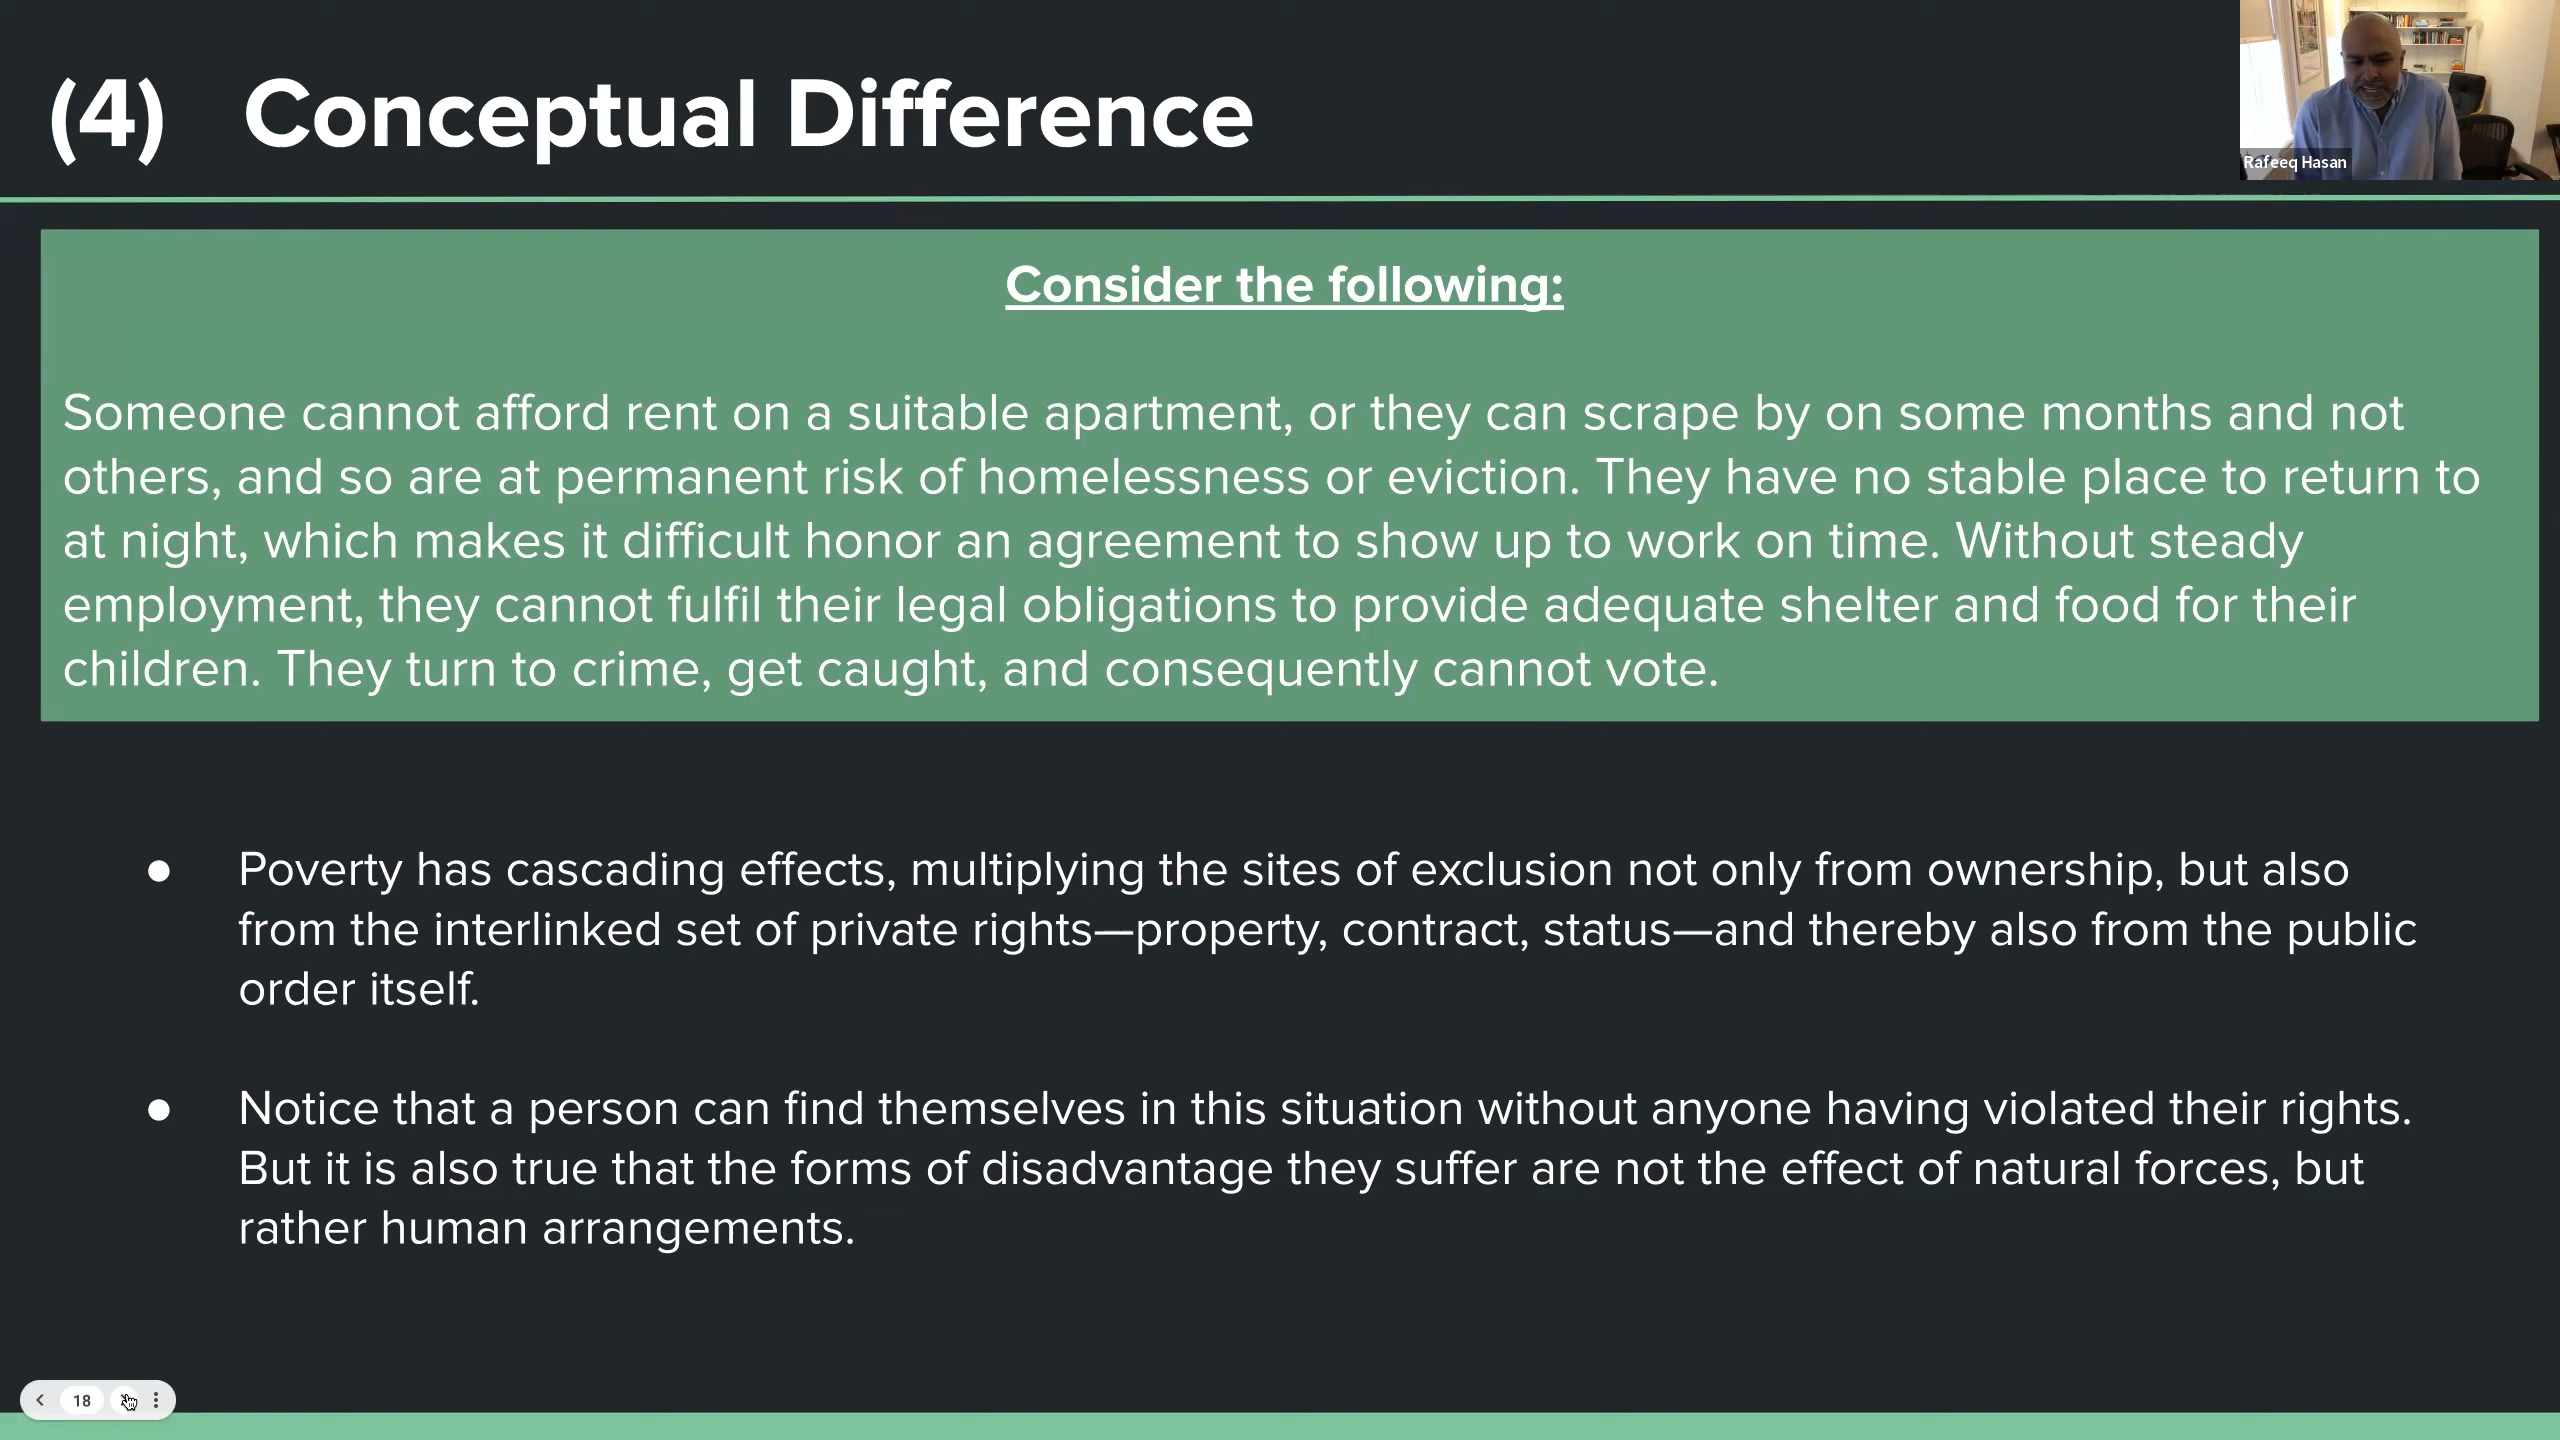 (4) Conceptual Difference
Rafeeq Hasan
Consider the following:
Someone cannot afford rent on a suitable apartment, or they can scrape by on some months and not
others, and so are at permanent risk of homelessness or eviction. They have no stable place to return to
at night, which makes it difficult honor an agreement to show up to work on time. Without steady
employment, they cannot fulfil their legal obligations to provide adequate shelter and food for their
children. They turn to crime, get caught, and consequently cannot vote.
● Poverty has cascading effects, multiplying the sites of exclusion not only from ownership, but also
from the interlinked set of private rights—property, contract, status—and thereby also from the public
order itself.
● Notice that a person can find themselves in this situation without anyone having violated their rights.
But it is also true that the forms of disadvantage they suffer are not the effect of natural forces, but
rather human arrangements.
18